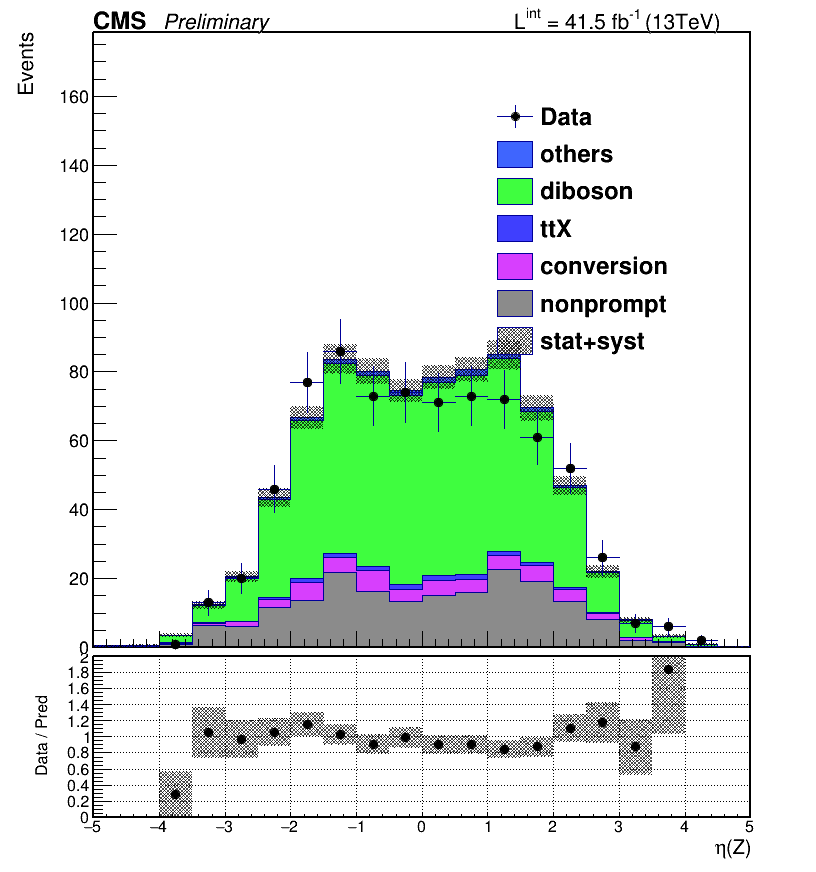 CMS Preliminary L^int = 41.5 fb^-1 (13TeV)
Events
160
140
120
100
80
60
40
20
0
Data
others
diboson
ttX
conversion
nonprompt
stat+syst
Data / Pred
2
1.8
1.6
1.4
1.2
1
0.8
0.6
0.4
0.2
0
−5 −4 −3 −2 −1 0 1 2 3 4 5
η(Z)